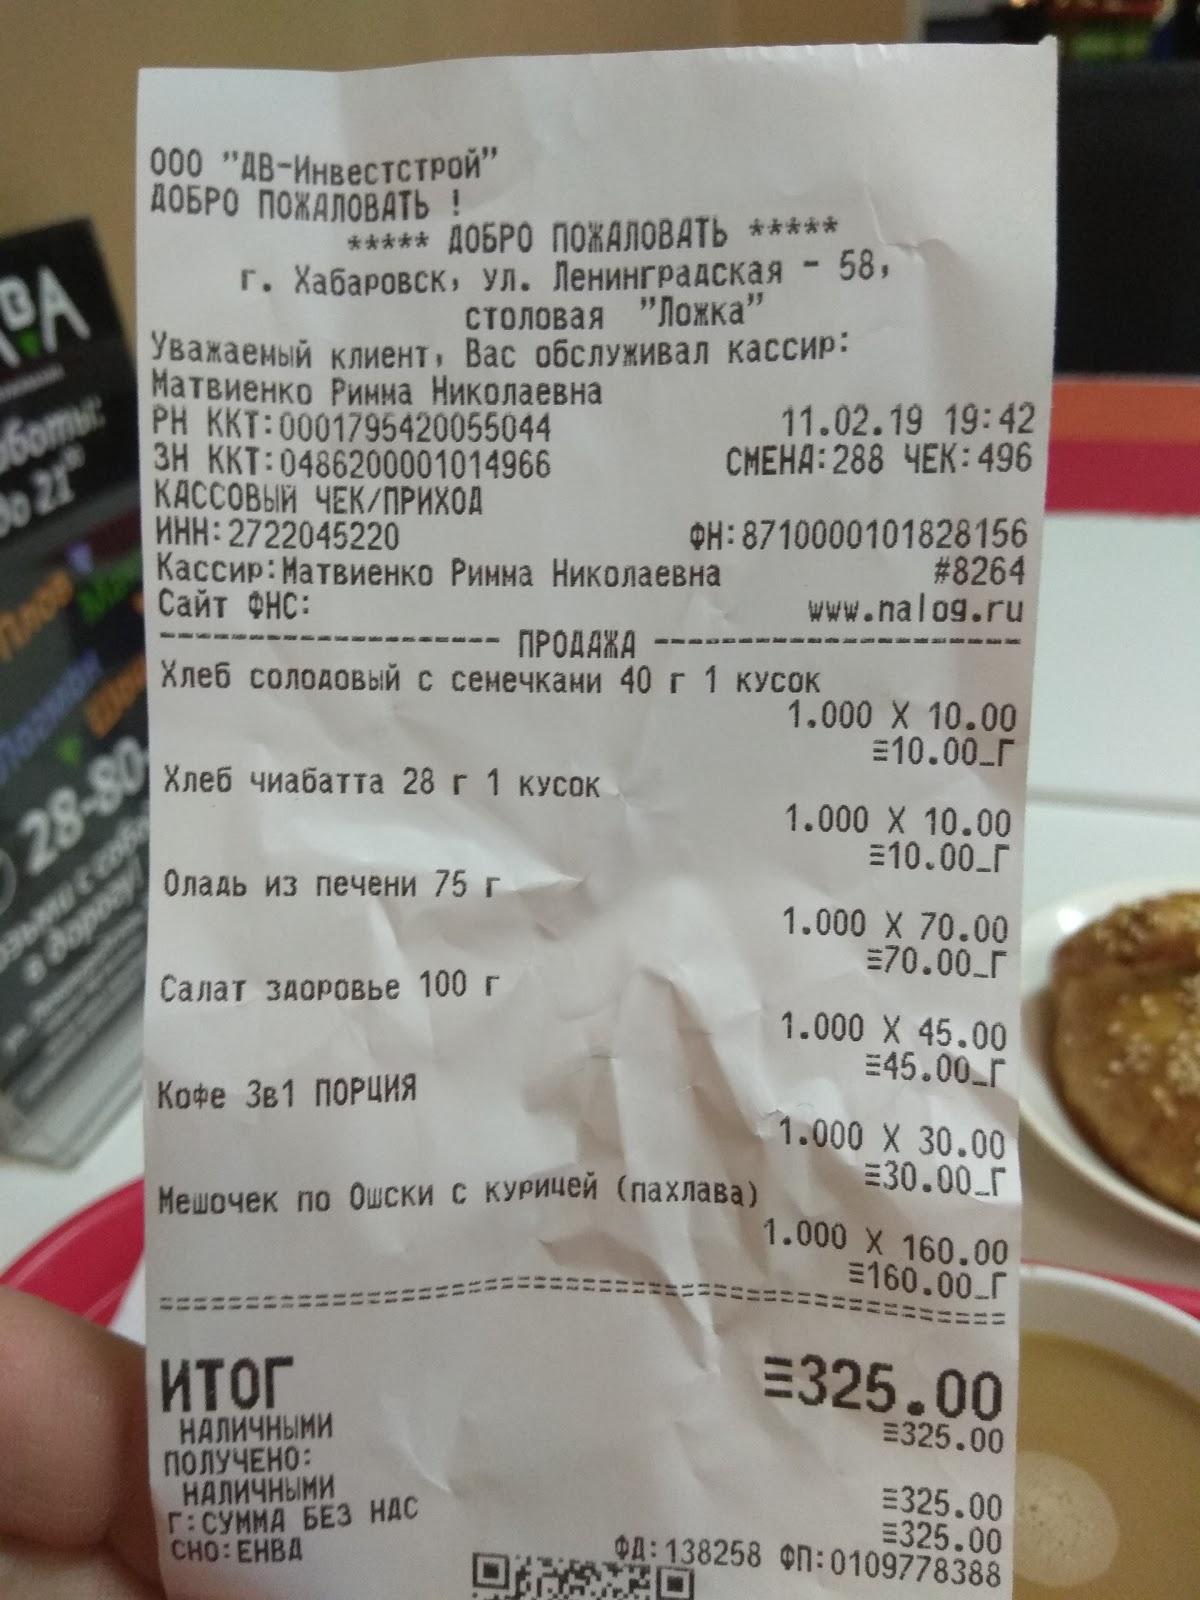 ООО "ДВ-Инвестстрой"
ДОБРО ПОЖАЛОВАТЬ !
***** ДОБРО ПОЖАЛОВАТЬ *****
г. Хабаровск, ул. Ленинградская - 58,
столовая "Ложка"
Уважаемый клиент, Вас обслуживал кассир:
Матвиенко Римма Николаевна
РН ККТ:0001795420055044 11.02.19 19:42
ЗН ККТ:0486200001014966 СМЕНА:288 ЧЕК:496
КАССОВЫЙ ЧЕК/ПРИХОД
ИНН:2722045220 ФН:8710000101828156
Кассир:Матвиенко Римма Николаевна #8264
Сайт ФНС: www.nalog.ru
-------------------- ПРОДАЖА --------------------
Хлеб солодовый с семечками 40 г 1 кусок
1.000 X 10.00
≡10.00_Г
Хлеб чиабатта 28 г 1 кусок
1.000 X 10.00
≡10.00_Г
Оладь из печени 75 г
1.000 X 70.00
≡70.00_Г
Салат здоровье 100 г
1.000 X 45.00
≡45.00_Г
Кофе 3в1 ПОРЦИЯ
1.000 X 30.00
≡30.00_Г
Мешочек по Ошски с курицей (пахлава)
1.000 X 160.00
≡160.00_Г
================================================
ИТОГ ≡325.00
НАЛИЧНЫМИ ≡325.00
ПОЛУЧЕНО:
НАЛИЧНЫМИ ≡325.00
Г:СУММА БЕЗ НДС ≡325.00
СНО:ЕНВД ФД:138258 ФП:0109778388
до 21
Плов
28-80